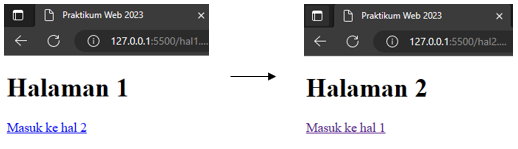 Praktikum Web 2023
127.0.0.1:5500/hal1....
Halaman 1
Masuk ke hal 2
Praktikum Web 2023
127.0.0.1:5500/hal2....
Halaman 2
Masuk ke hal 1